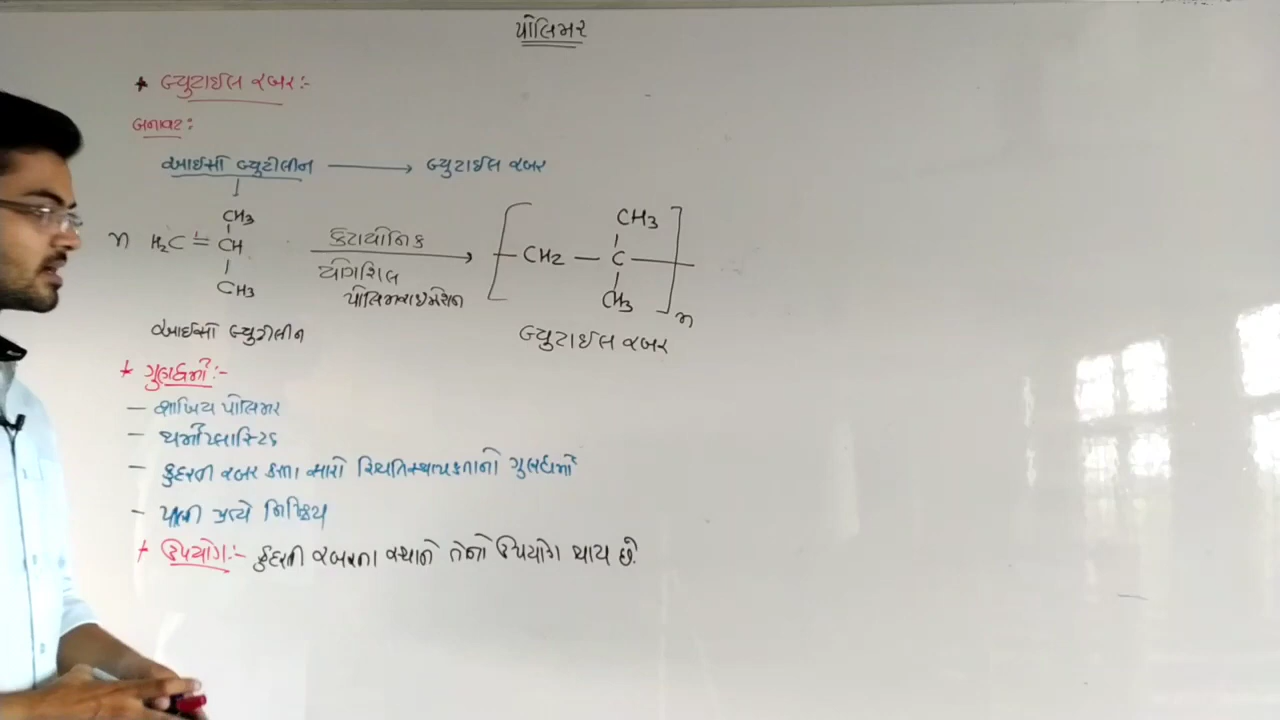 પોલિમર
* બ્યુટાઈલ રબર:-
બનાવટ:
આઈસો બ્યુટીલીન ⟶ બ્યુટાઈલ રબર
CH3
n H2C = CH
CH3
કેટાયોનિક
યોગશિલ
પોલિમરાઈઝેશન
CH3
CH2 — C
CH3
n
આઈસો બ્યુટીલીન
બ્યુટાઈલ રબર
* ગુણધર્મો:-
- શાખિય પોલિમર
- થર્મોપ્લાસ્ટિક
- કુદરતી રબર કરતા સારો સ્થિતિસ્થાપકતાનો ગુણધર્મો
- પાણી પ્રત્યે નિષ્ક્રિય
* ઉપયોગ:- કુદરતી રબરના સ્થાને તેનો ઉપયોગ થાય છે.